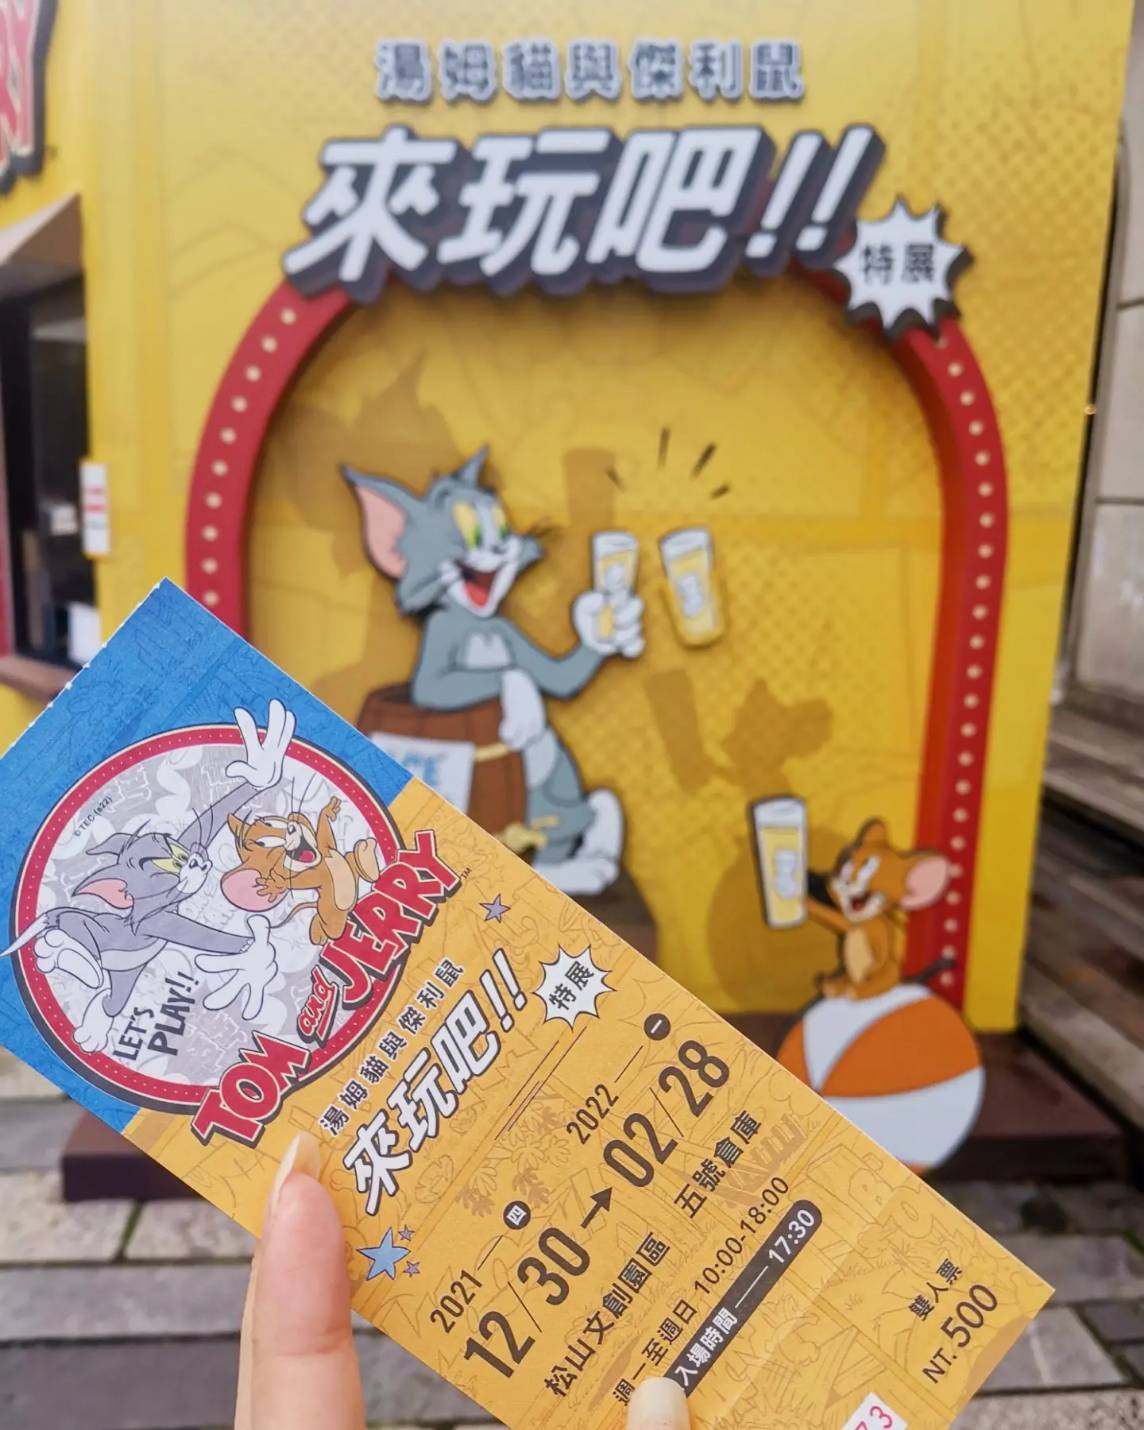 湯姆貓與傑利鼠
來玩吧!!
特展
©TEC (s22)
LET'S
PLAY!!
TOM and JERRY
TM
湯姆貓與傑利鼠
來玩吧!!
特展
2021 四
12/30
→
2022 一
02/28
松山文創園區 五號倉庫
週一至週日 10:00-18:00
入場時間 —— 17:30
雙人票
NT.500